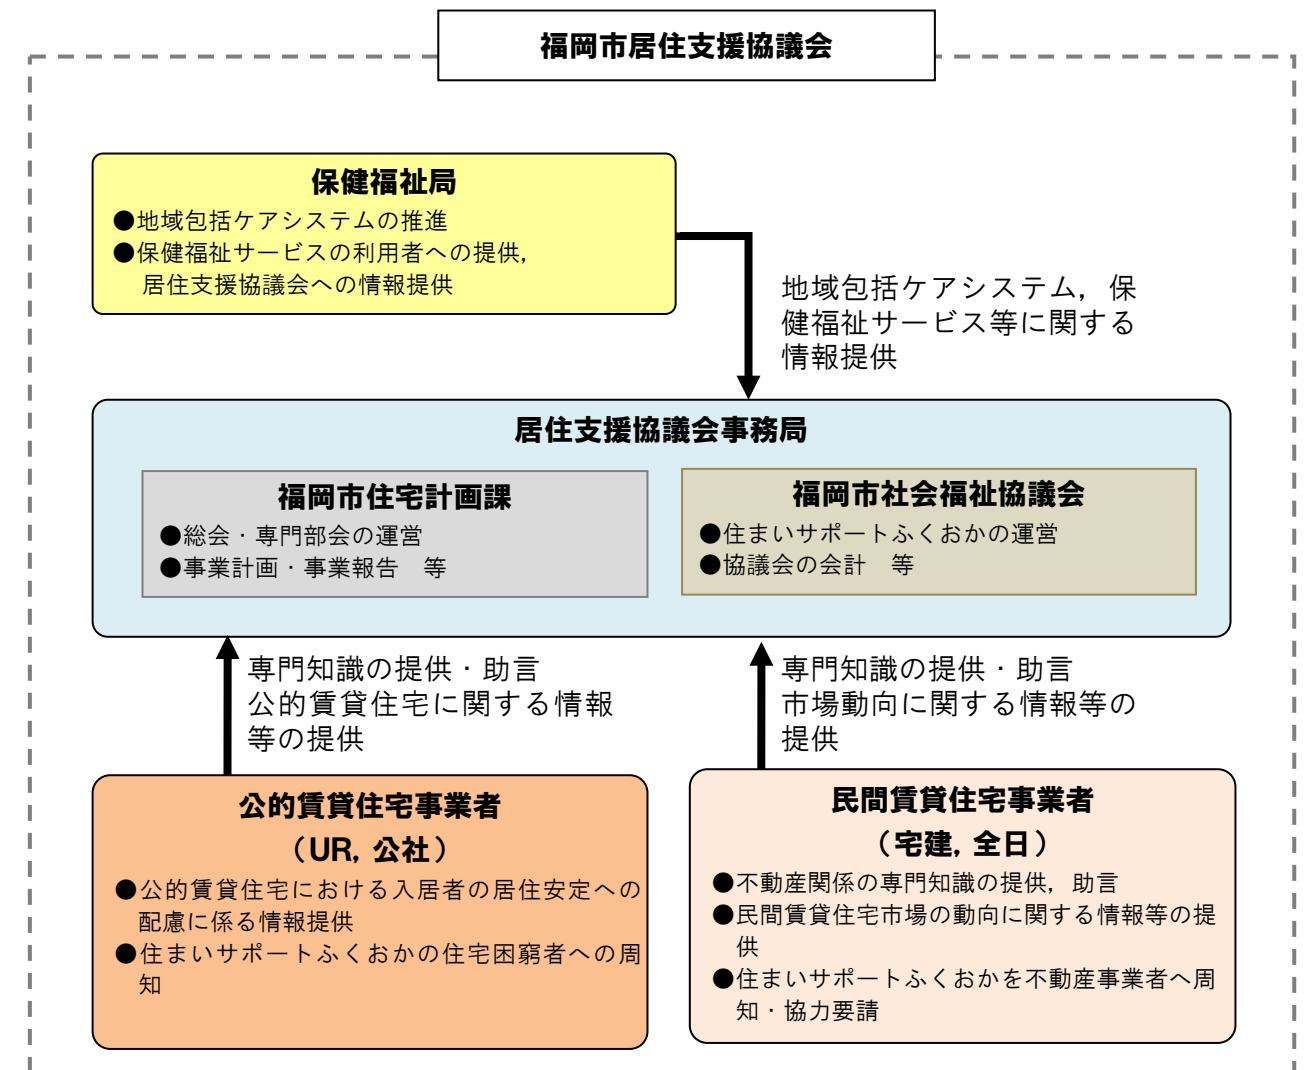 福岡市居住支援協議会
保健福祉局
●地域包括ケアシステムの推進
●保健福祉サービスの利用者への提供,
居住支援協議会への情報提供
地域包括ケアシステム，保
健福祉サービス等に関する
情報提供
居住支援協議会事務局
福岡市住宅計画課
●総会・専門部会の運営
●事業計画・事業報告　等
福岡市社会福祉協議会
●住まいサポートふくおかの運営
●協議会の会計　等
専門知識の提供・助言
公的賃貸住宅に関する情報
等の提供
専門知識の提供・助言
市場動向に関する情報等の
提供
公的賃貸住宅事業者
（UR, 公社）
●公的賃貸住宅における入居者の居住安定への
配慮に係る情報提供
●住まいサポートふくおかの住宅困窮者への周
知
民間賃貸住宅事業者
（宅建, 全日）
●不動産関係の専門知識の提供，助言
●民間賃貸住宅市場の動向に関する情報等の提
供
●住まいサポートふくおかを不動産事業者へ周
知・協力要請